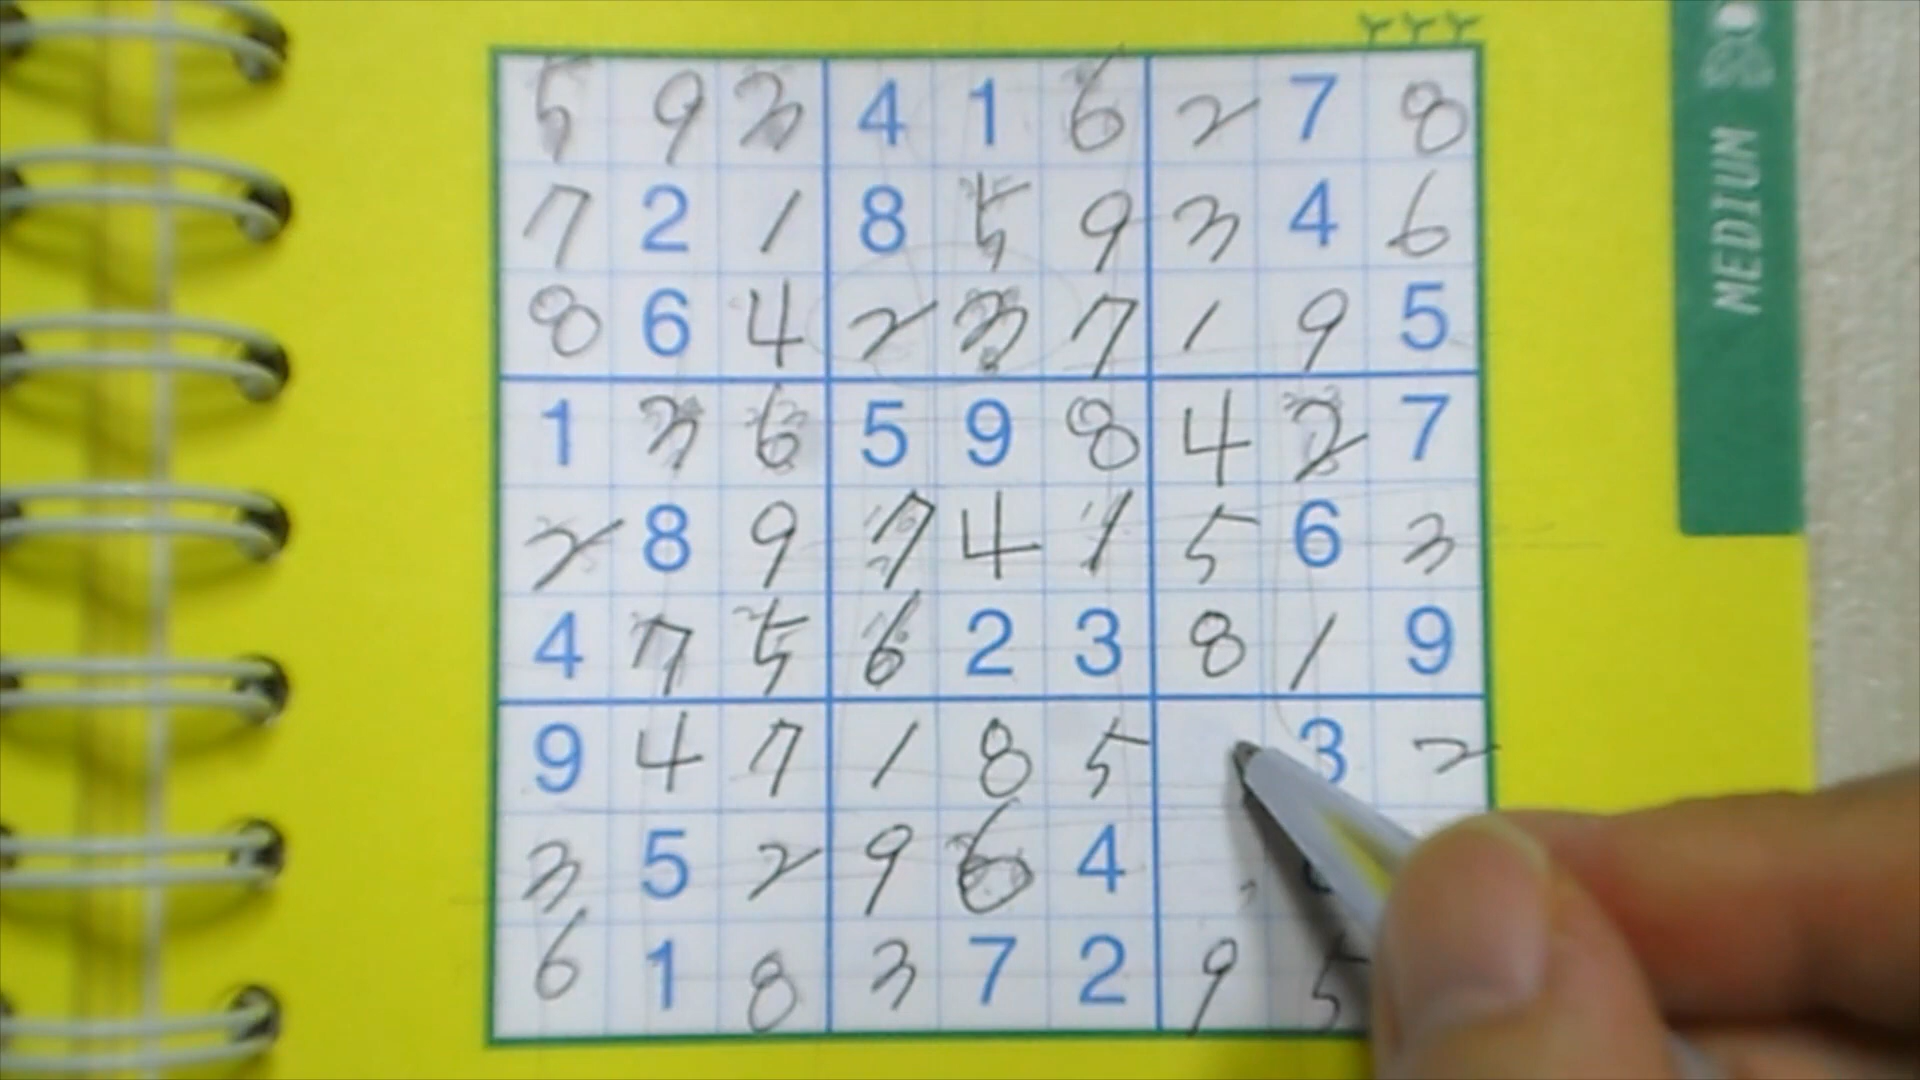 5 9 3 4 1 6 2 7 8
7 2 1 8 5 9 3 4 6
8 6 4 2 3 7 1 9 5
1 3 6 5 9 8 4 2 7
2 8 9 7 4 1 5 6 3
4 7 5 6 2 3 8 1 9
9 4 7 1 8 5 3 2
3 5 2 9 6 4
6 1 8 3 7 2 9 5
MEDIUM